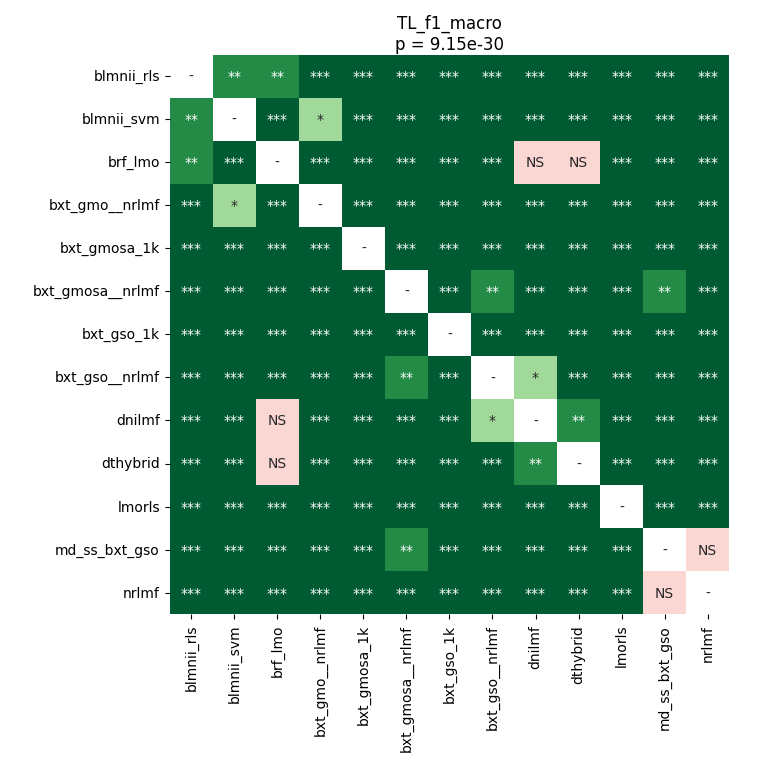 TL_f1_macro
p = 9.15e-30
blmnii_rls - ** ** *** *** *** *** *** *** *** *** *** ***
blmnii_svm ** - *** * *** *** *** *** *** *** *** *** ***
brf_lmo ** *** - *** *** *** *** *** NS NS *** *** ***
bxt_gmo__nrlmf *** * *** - *** *** *** *** *** *** *** *** ***
bxt_gmosa_1k *** *** *** *** - *** *** *** *** *** *** *** ***
bxt_gmosa__nrlmf *** *** *** *** *** - *** ** *** *** *** ** ***
bxt_gso_1k *** *** *** *** *** *** - *** *** *** *** *** ***
bxt_gso__nrlmf *** *** *** *** *** ** *** - * *** *** *** ***
dnilmf *** *** NS *** *** *** *** * - ** *** *** ***
dthybrid *** *** NS *** *** *** *** *** ** - *** *** ***
lmorls *** *** *** *** *** *** *** *** *** *** - *** ***
md_ss_bxt_gso *** *** *** *** *** ** *** *** *** *** *** - NS
nrlmf *** *** *** *** *** *** *** *** *** *** *** NS -
blmnii_rls
blmnii_svm
brf_lmo
bxt_gmo__nrlmf
bxt_gmosa_1k
bxt_gmosa__nrlmf
bxt_gso_1k
bxt_gso__nrlmf
dnilmf
dthybrid
lmorls
md_ss_bxt_gso
nrlmf